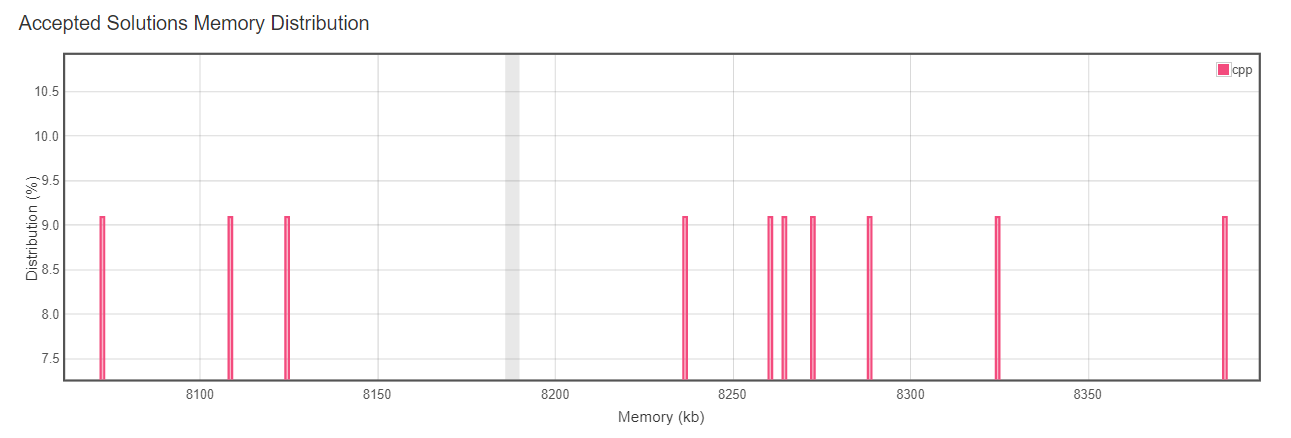 Accepted Solutions Memory Distribution
cpp
10.5
10.0
9.5
9.0
8.5
8.0
7.5
Distribution (%)
8100 8150 8200 8250 8300 8350
Memory (kb)